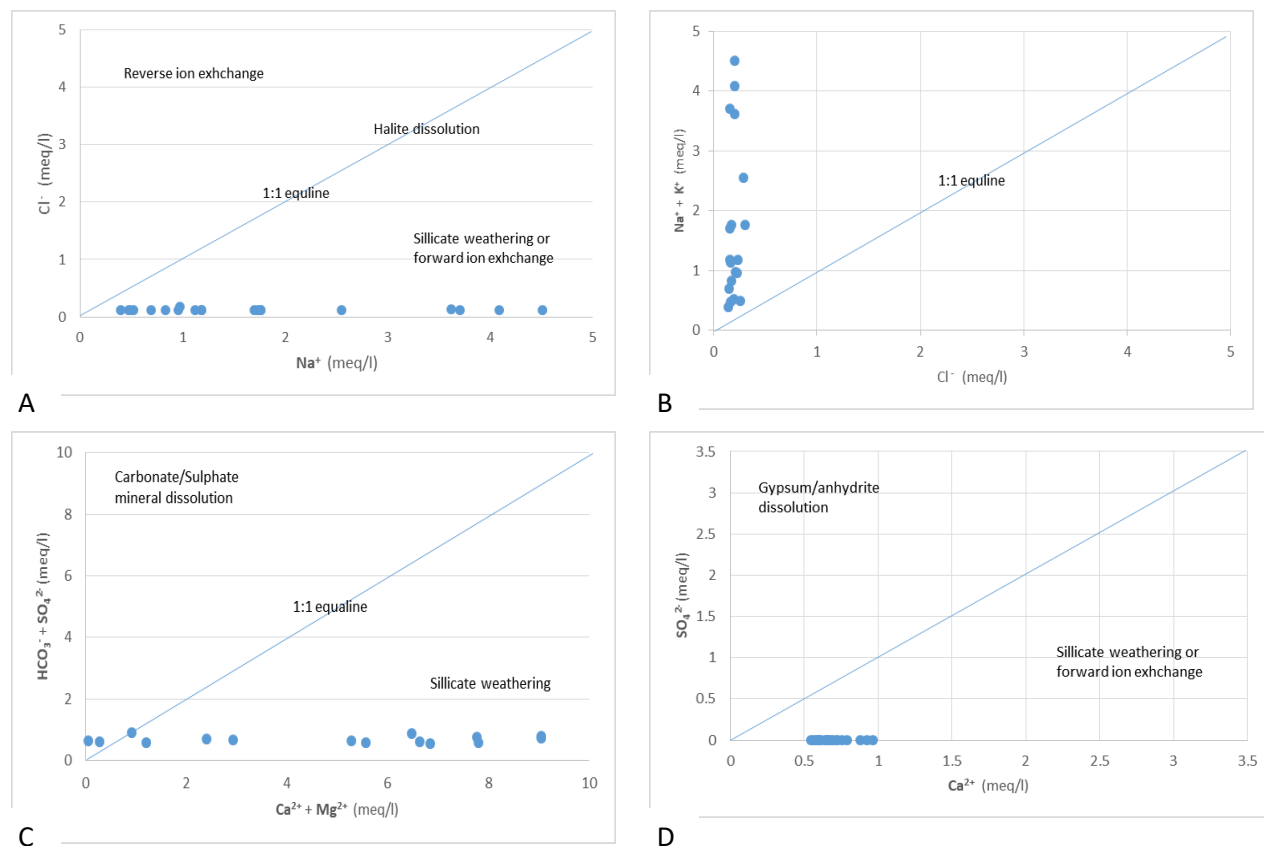 5
4
3
2
1
0
Cl⁻ (meq/l)
Reverse ion exhchange
Halite dissolution
1:1 equline
Sillicate weathering or
forward ion exhchange
0 1 2 3 4 5
Na⁺ (meq/l)
A
5
4
3
2
1
0
Na⁺ + K⁺ (meq/l)
1:1 equline
0 1 2 3 4 5
Cl⁻ (meq/l)
B
10
8
6
4
2
0
HCO₃⁻ + SO₄²⁻ (meq/l)
Carbonate/Sulphate
mineral dissolution
1:1 equaline
Sillicate weathering
0 2 4 6 8 10
Ca²⁺ + Mg²⁺ (meq/l)
C
3.5
3
2.5
2
1.5
1
0.5
0
SO₄²⁻ (meq/l)
Gypsum/anhydrite
dissolution
Sillicate weathering or
forward ion exhchange
0 0.5 1 1.5 2 2.5 3 3.5
Ca²⁺ (meq/l)
D